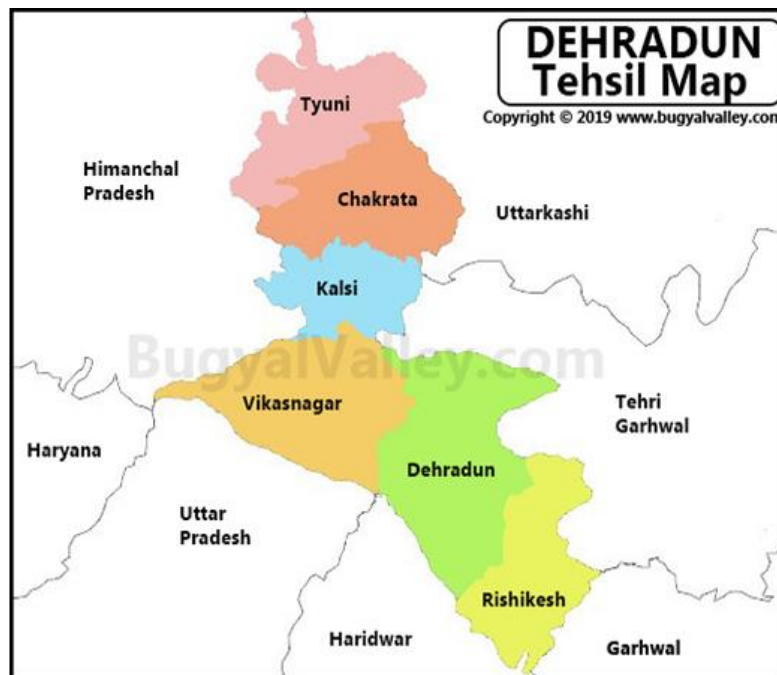 DEHRADUN
Tehsil Map
Copyright © 2019 www.bugyalvalley.com
Tyuni
Himanchal
Pradesh
Chakrata
Uttarkashi
Kalsi
BugyalValley.com
Vikasnagar
Tehri
Garhwal
Haryana
Dehradun
Uttar
Pradesh
Rishikesh
Haridwar
Garhwal